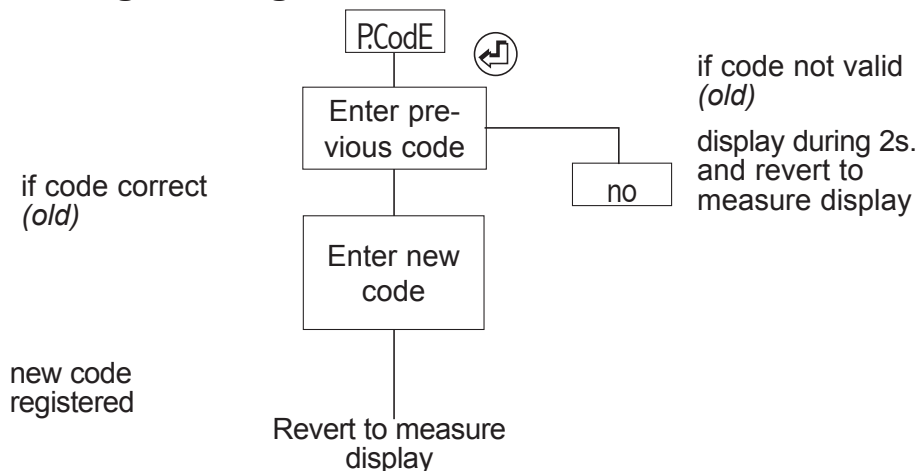 P.CodE
Enter pre-
vious code
if code not valid
(old)
display during 2s.
and revert to
measure display
no
if code correct
(old)
Enter new
code
new code
registered
Revert to measure
display